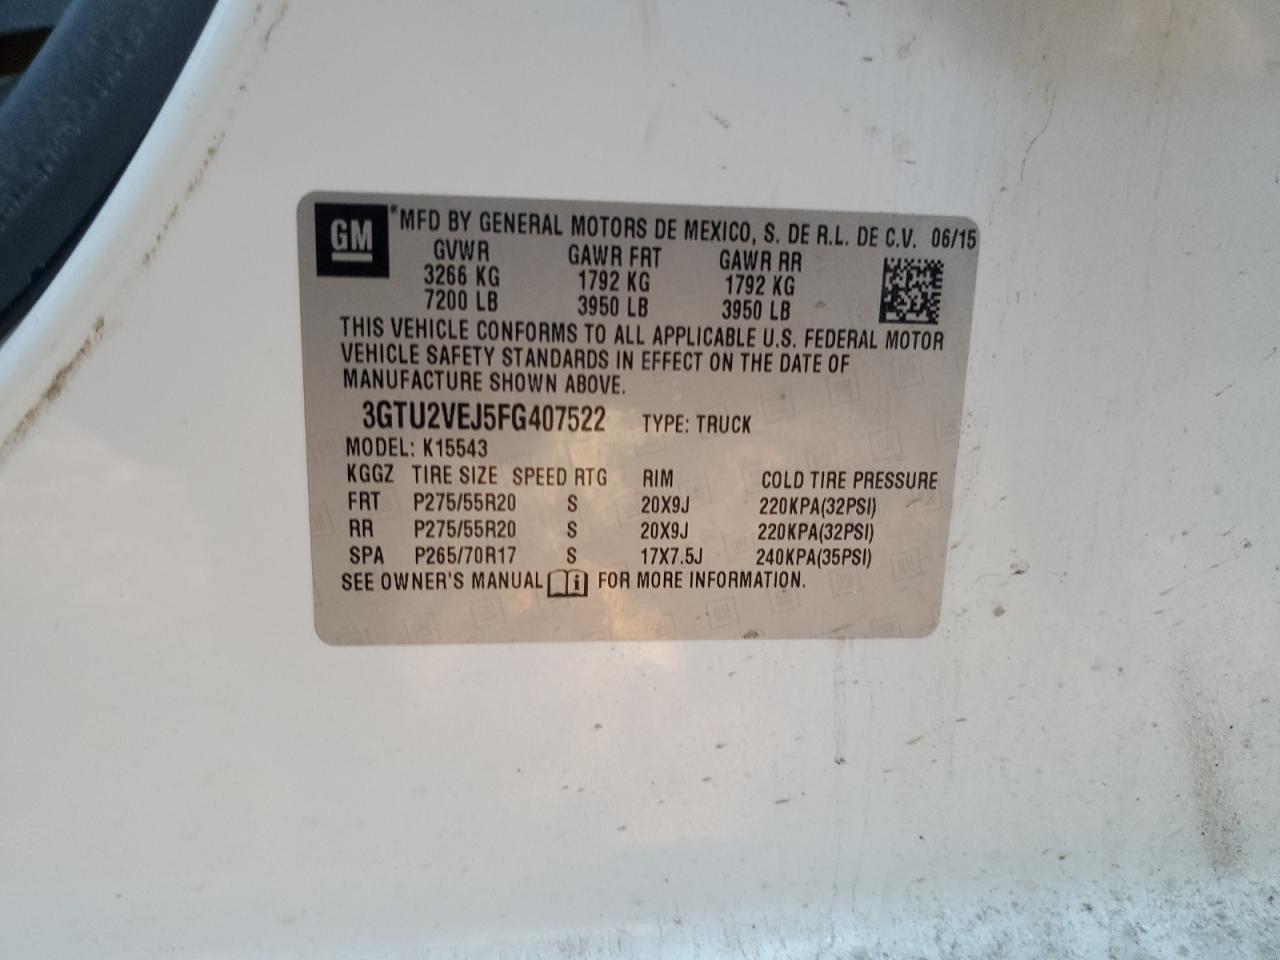 GM *MFD BY GENERAL MOTORS DE MEXICO, S. DE R.L. DE C.V. 06/15
GVWR GAWR FRT GAWR RR
3266 KG 1792 KG 1792 KG
7200 LB 3950 LB 3950 LB
THIS VEHICLE CONFORMS TO ALL APPLICABLE U.S. FEDERAL MOTOR
VEHICLE SAFETY STANDARDS IN EFFECT ON THE DATE OF
MANUFACTURE SHOWN ABOVE.
3GTU2VEJ5FG407522 TYPE: TRUCK
MODEL: K15543
KGGZ TIRE SIZE SPEED RTG RIM COLD TIRE PRESSURE
FRT P275/55R20 S 20X9J 220KPA(32PSI)
RR P275/55R20 S 20X9J 220KPA(32PSI)
SPA P265/70R17 S 17X7.5J 240KPA(35PSI)
SEE OWNER'S MANUAL i FOR MORE INFORMATION.